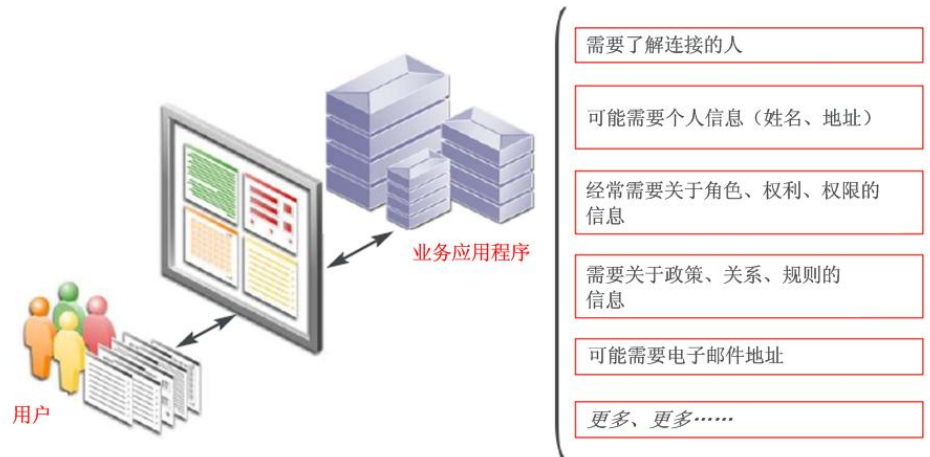 需要了解连接的人
可能需要个人信息（姓名、地址）
经常需要关于角色、权利、权限的
信息
业务应用程序
需要关于政策、关系、规则的
信息
可能需要电子邮件地址
用户
更多、更多……